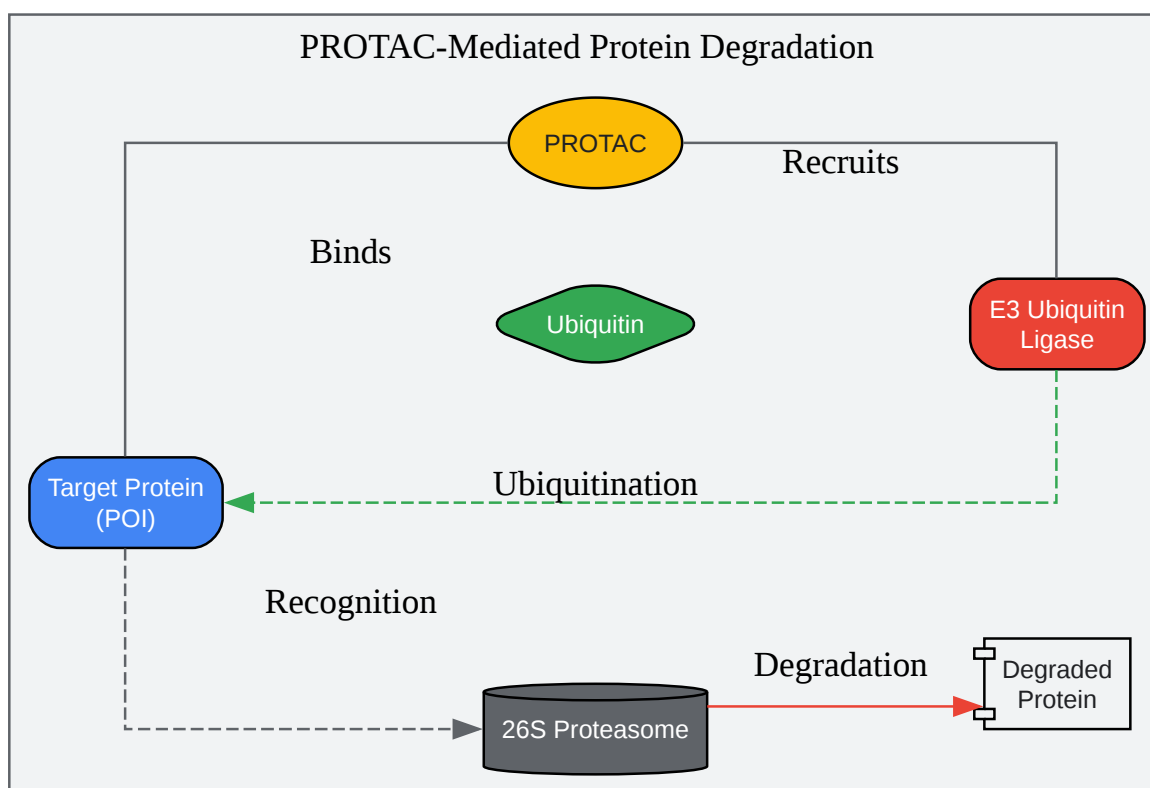 PROTAC-Mediated Protein Degradation
PROTAC
Recruits
Binds
Ubiquitin
E3 Ubiquitin
Ligase
Target Protein
(POI)
Ubiquitination
Recognition
Degradation
Degraded
Protein
26S Proteasome